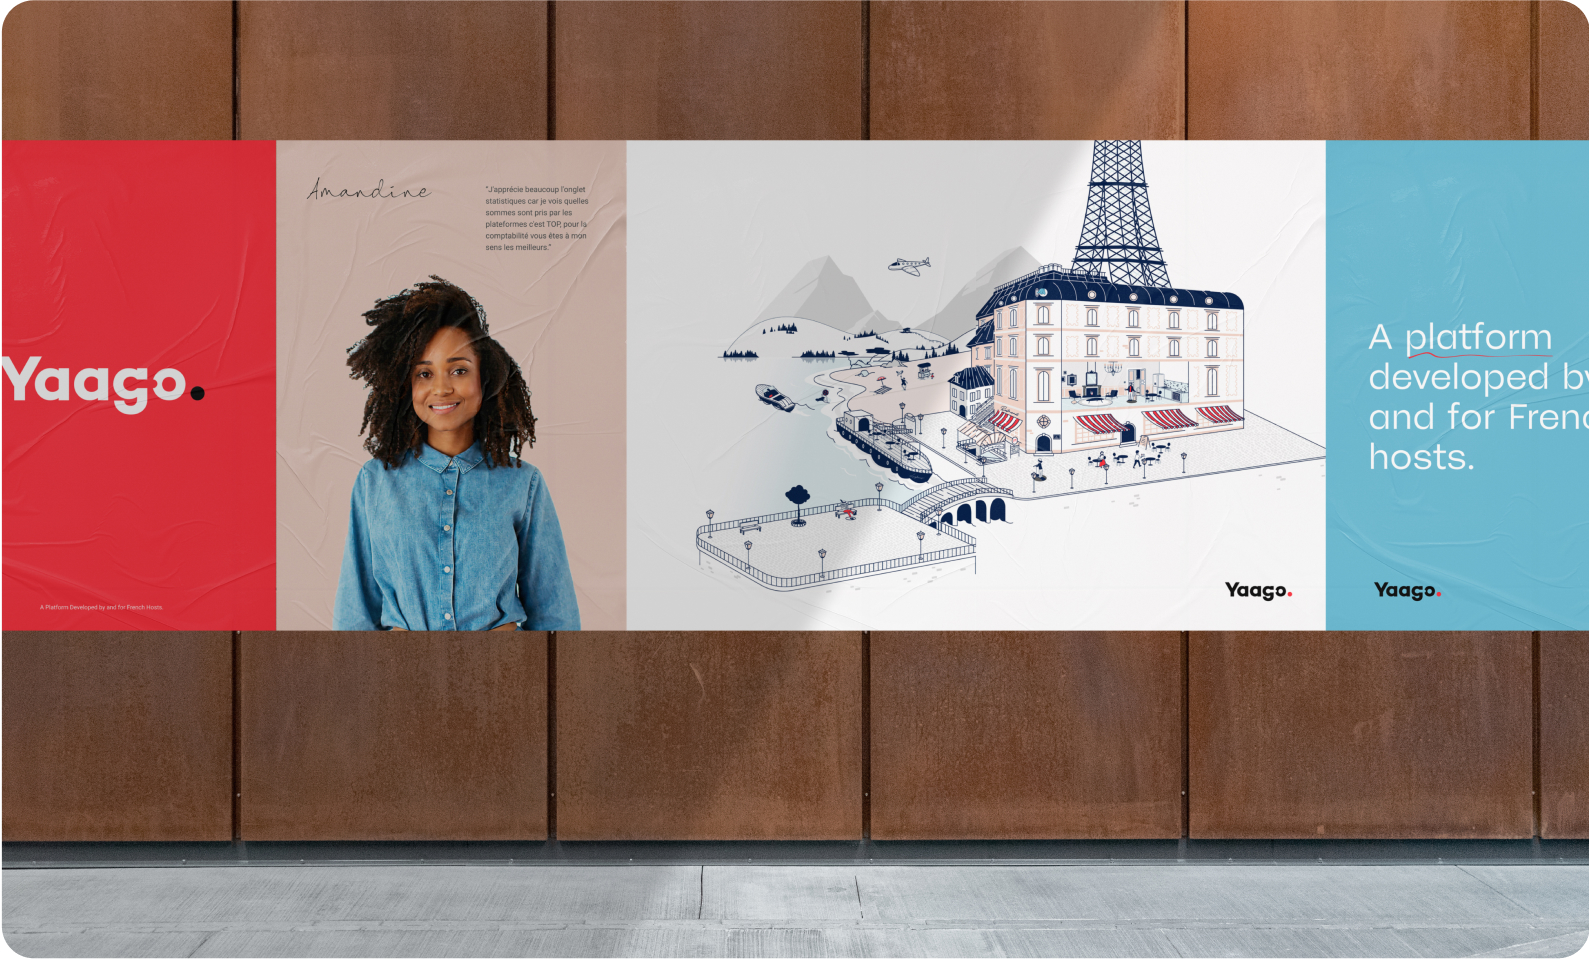 Yaago.
A Platform Developed by and for French Hosts.
Amandine
"J'apprécie beaucoup l'onglet
statistiques car je vois quelles
sommes sont pris par les
plateformes c'est TOP, pour la
comptabilité vous êtes à mon
sens les meilleurs."
Yaago.
A platform
developed by
and for Frenc
hosts.
Yaago.